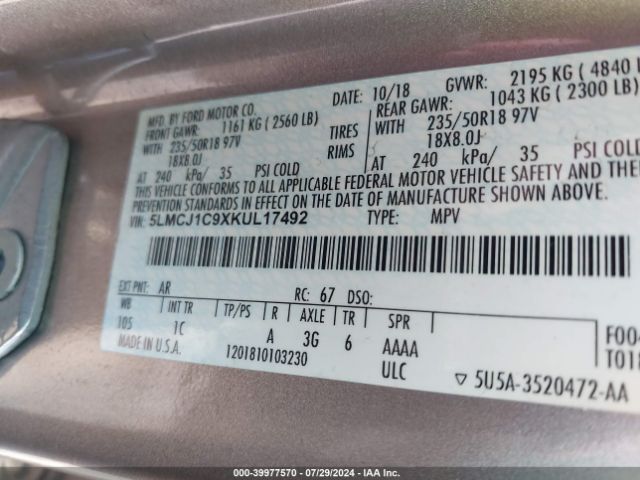 MFD. BY FORD MOTOR CO.
DATE: 10/18 GVWR: 2195 KG ( 4840
FRONT GAWR: 1161 KG ( 2560 LB)
REAR GAWR: 1043 KG ( 2300 LB)
WITH 235/50R18 97V TIRES WITH 235/50R18 97V
18X8.0J RIMS 18X8.0J
AT 240 kPa/ 35 PSI COLD AT 240 kPa/ 35 PSI COLD
THIS VEHICLE CONFORMS TO ALL APPLICABLE FEDERAL MOTOR VEHICLE SAFETY AND THEFT
PREVENTION STANDARDS IN EFFECT ON THE DATE OF MANUFACTURE SHOWN ABOVE.
VIN: 5LMCJ1C9XKUL17492 TYPE: MPV
EXT PNT: AR RC: 67 DSO:
WB INT TR TP/PS R AXLE TR SPR
105 1C A 3G 6 AAAA
MADE IN U.S.A. 1201810103230 ULC
F004
T018
▽ 5U5A-3520472-AA
000-39977570 | 07/29/2024 | IAA Inc.